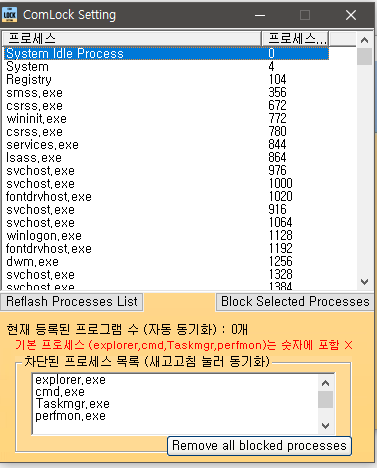 ComLock Setting
프로세스 프로세스...
System Idle Process 0
System 4
Registry 104
smss.exe 356
csrss.exe 672
wininit.exe 772
csrss.exe 780
services.exe 844
lsass.exe 864
svchost.exe 976
svchost.exe 1000
fontdrvhost.exe 1020
svchost.exe 916
svchost.exe 1064
winlogon.exe 1128
fontdrvhost.exe 1192
dwm.exe 1256
svchost.exe 1328
svchost.exe 1384
Reflash Processes List Block Selected Processes
현재 등록된 프로그램 수 (자동 동기화) : 0개
기본 프로세스 (explorer,cmd,Taskmgr,perfmon)는 숫자에 포함 X
차단된 프로세스 목록 (새고고침 눌러 동기화)
explorer.exe
cmd.exe
Taskmgr.exe
perfmon.exe
Remove all blocked processes